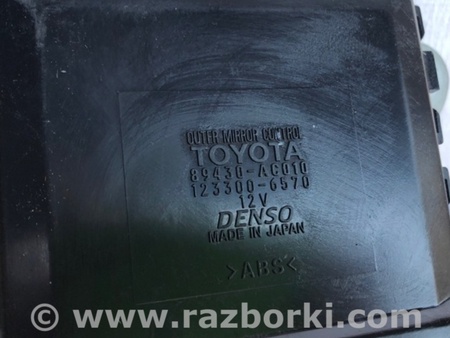 OUTER MIRROR CONTROL
TOYOTA
89430-AC010
123300-6570
12V
DENSO
MADE IN JAPAN
>ABS<
© www.razborki.com